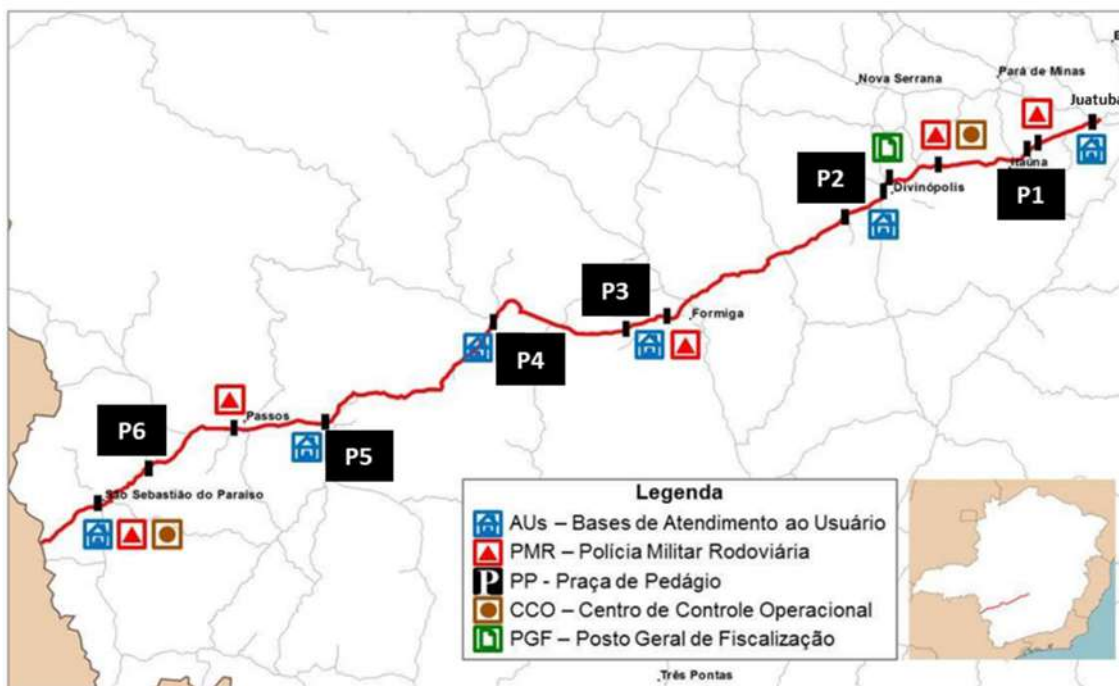 Nova Serrana
Pará de Minas
Juatuba
P2
Itaúna
Divinópolis
P1
P3
Formiga
P4
Passos
P6
P5
São Sebastião do Paraíso
Legenda
AUs – Bases de Atendimento ao Usuário
PMR – Polícia Militar Rodoviária
P PP - Praça de Pedágio
CCO – Centro de Controle Operacional
PGF – Posto Geral de Fiscalização
Três Pontas